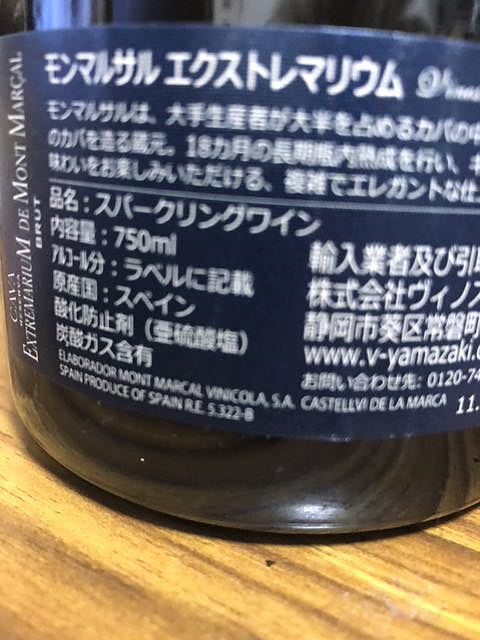 モンマルサル エクストレマリウム
モンマルサルは、大手生産者が大半を占めるカバの中
のカバを造る蔵元。18カ月の長期瓶内熟成を行い、キ
味わいをお楽しみいただける、複雑でエレガントな仕
品名：スパークリングワイン
内容量：750ml
アルコール分：ラベルに記載
原産国：スペイン
酸化防止剤（亜硫酸塩）
炭酸ガス含有
輸入業者及び引
株式会社ヴィノス
静岡市葵区常磐町
www.v-yamazaki.c
お問い合わせ先: 0120-74
ELABORADOR MONT MARCAL VINICOLA, S.A. CASTELLVI DE LA MARCA
SPAIN PRODUCE OF SPAIN R.E. 5.322-B
11.
CAVA
EXTREMARIUM DE MONT MARÇAL
BRUT